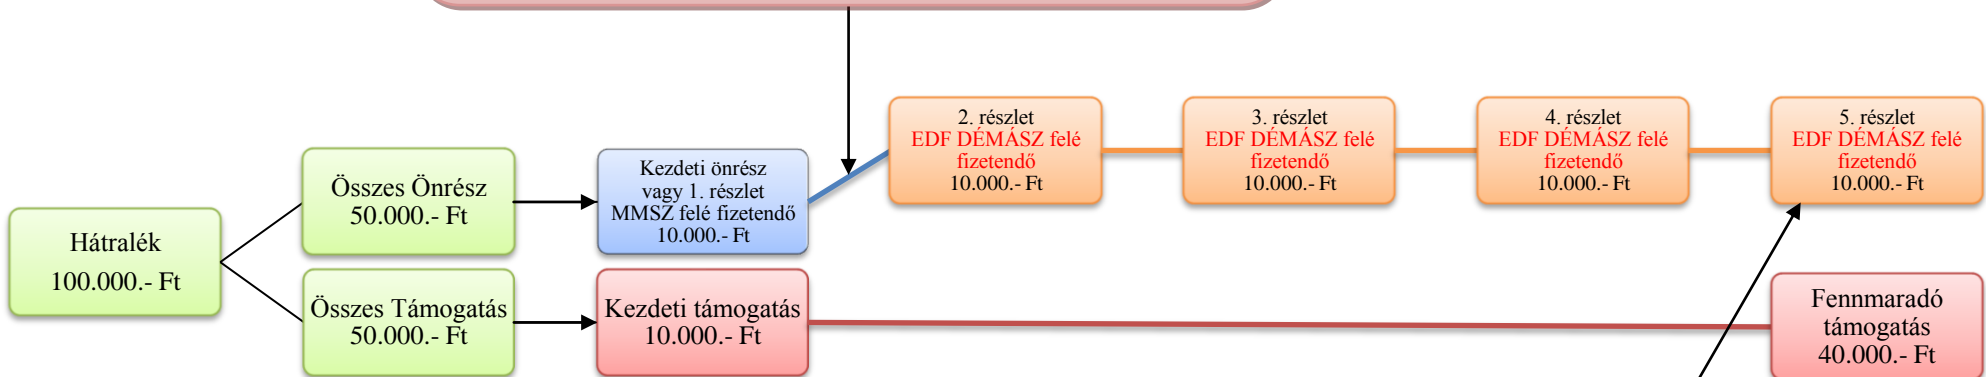 Hátralék
100.000.- Ft
Összes Önrész
50.000.- Ft
Összes Támogatás
50.000.- Ft
Kezdeti önrész
vagy 1. részlet
MMSZ felé fizetendő
10.000.- Ft
Kezdeti támogatás
10.000.- Ft
2. részlet
EDF DÉMÁSZ felé
fizetendő
10.000.- Ft
3. részlet
EDF DÉMÁSZ felé
fizetendő
10.000.- Ft
4. részlet
EDF DÉMÁSZ felé
fizetendő
10.000.- Ft
5. részlet
EDF DÉMÁSZ felé
fizetendő
10.000.- Ft
Fennmaradó
támogatás
40.000.- Ft